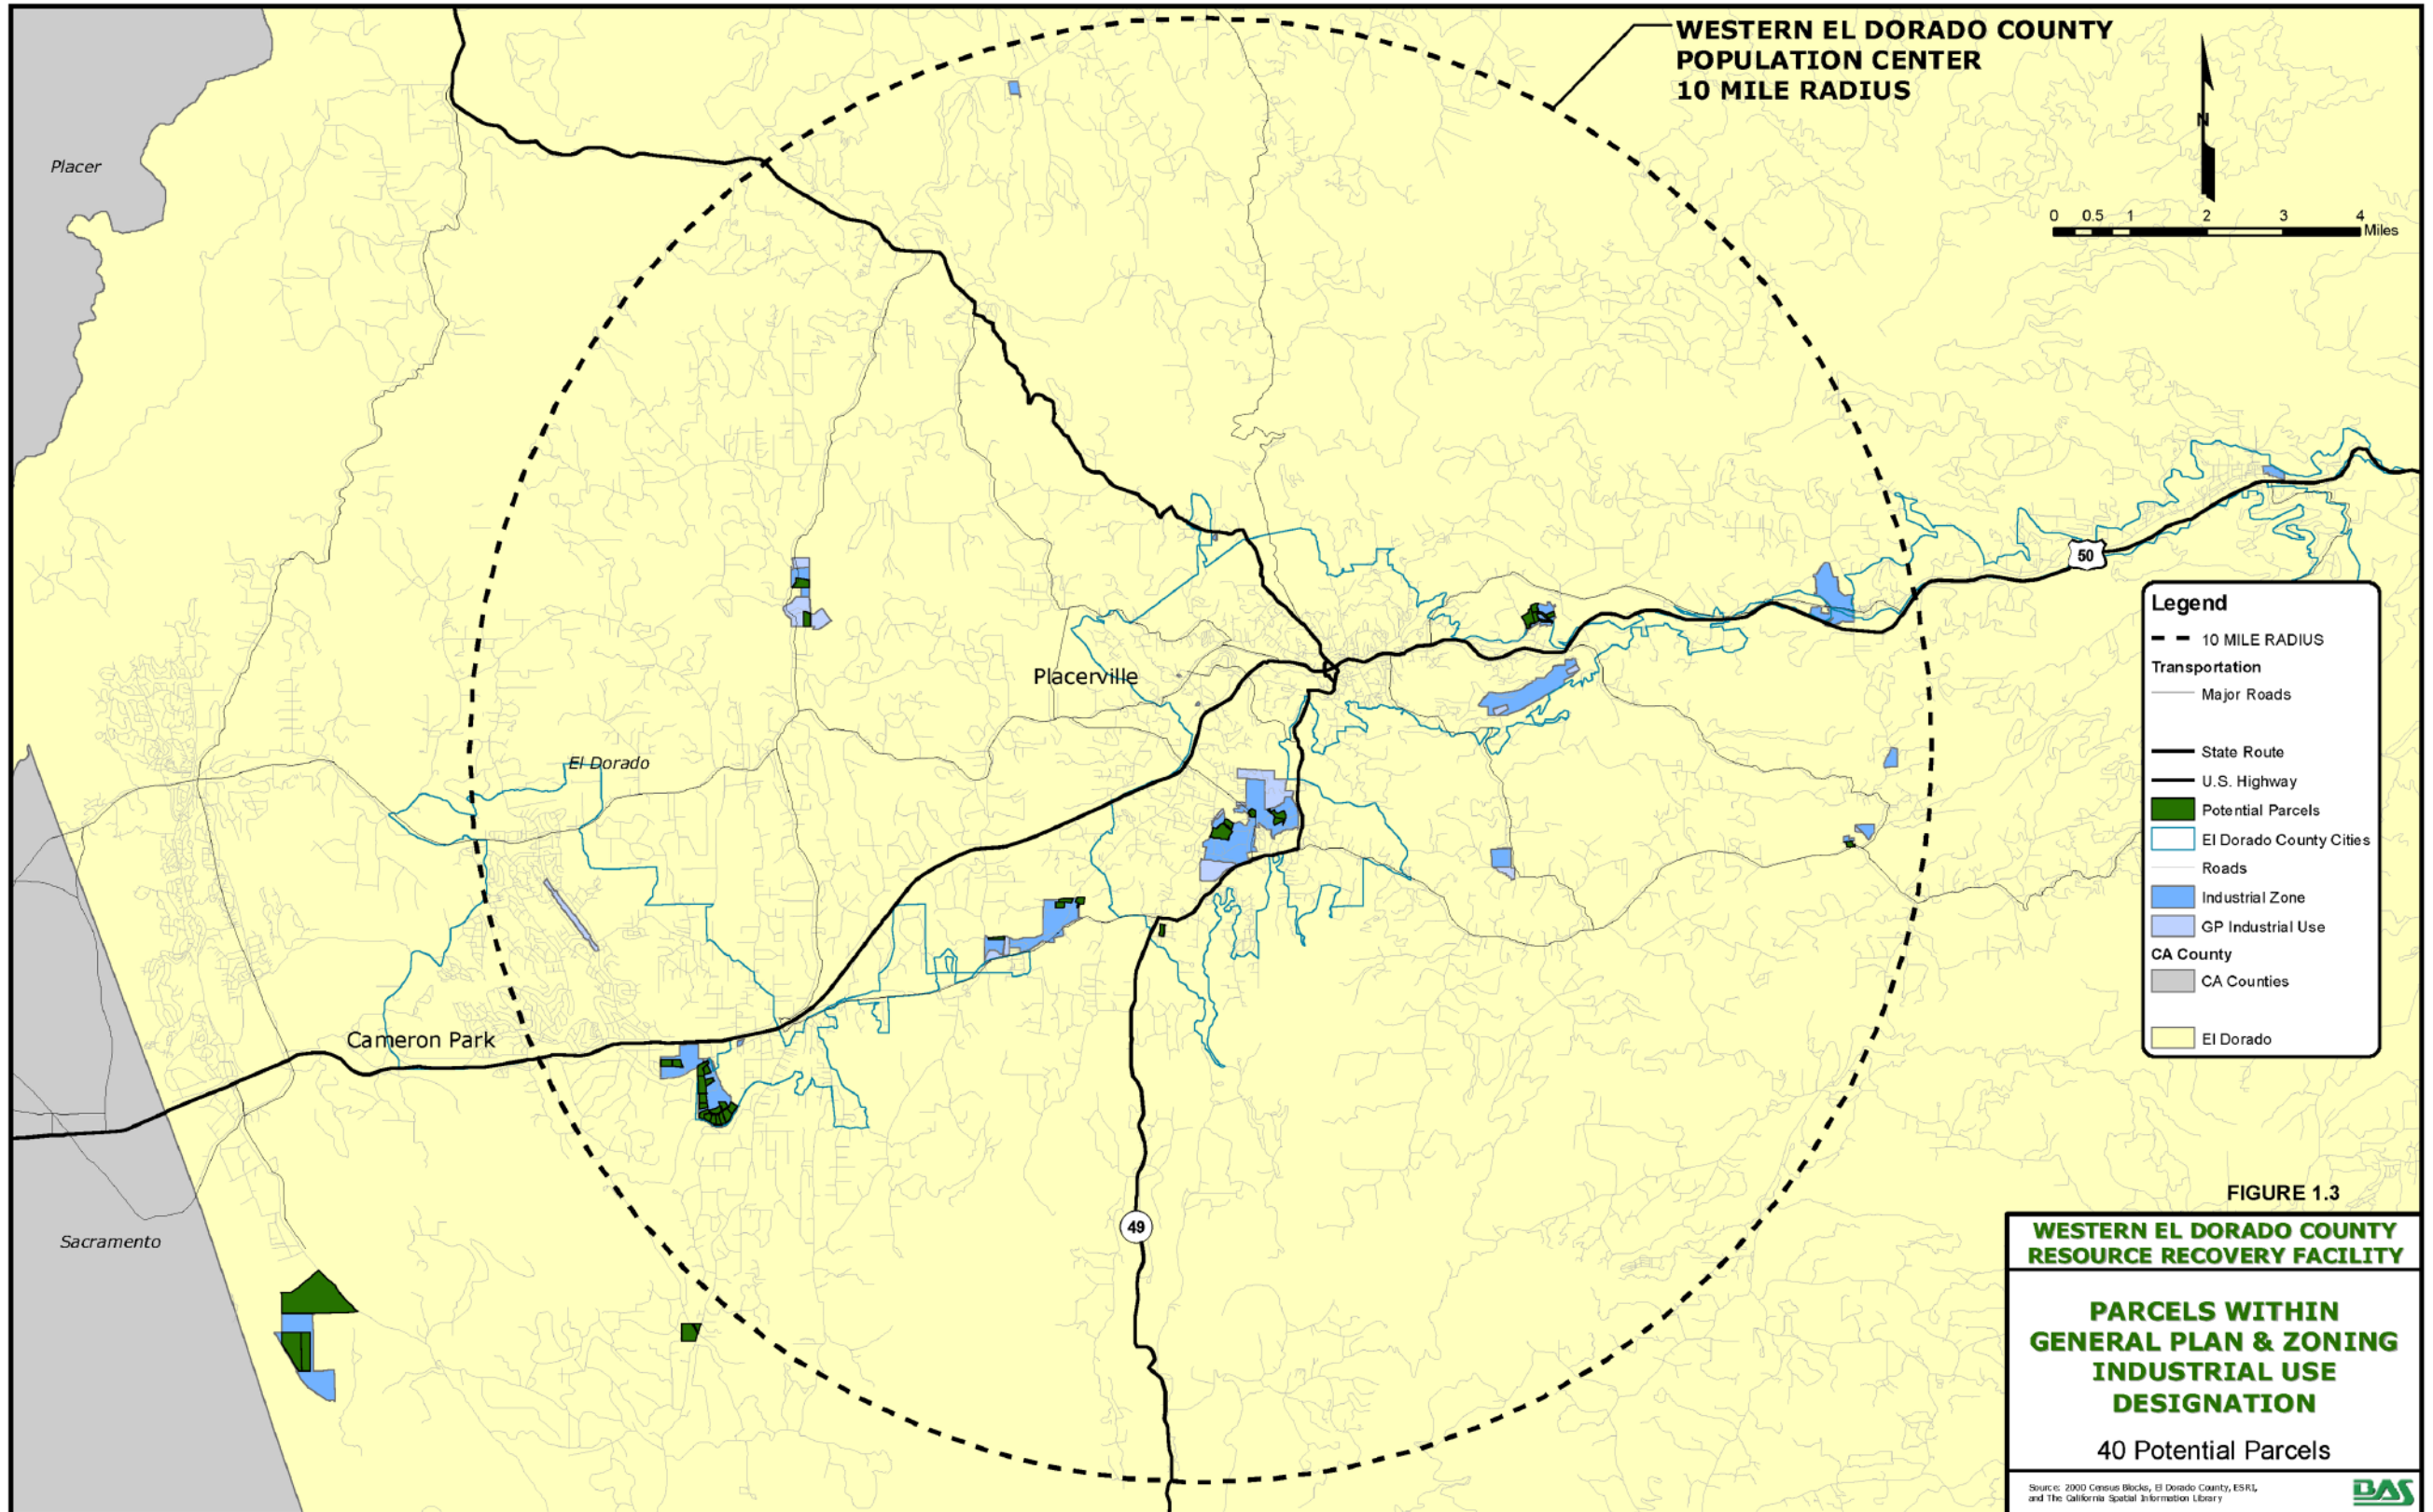 WESTERN EL DORADO COUNTY
POPULATION CENTER
10 MILE RADIUS
N
0 0.5 1 2 3 4
Miles
Placer
50
Placerville
El Dorado
Cameron Park
49
Sacramento
Legend
10 MILE RADIUS
Transportation
Major Roads
State Route
U.S. Highway
Potential Parcels
El Dorado County Cities
Roads
Industrial Zone
GP Industrial Use
CA County
CA Counties
El Dorado
FIGURE 1.3
WESTERN EL DORADO COUNTY
RESOURCE RECOVERY FACILITY
PARCELS WITHIN
GENERAL PLAN & ZONING
INDUSTRIAL USE
DESIGNATION
40 Potential Parcels
Source: 2000 Census Blocks, El Dorado County, ESRI,
and The California Spatial Information Library
BAS